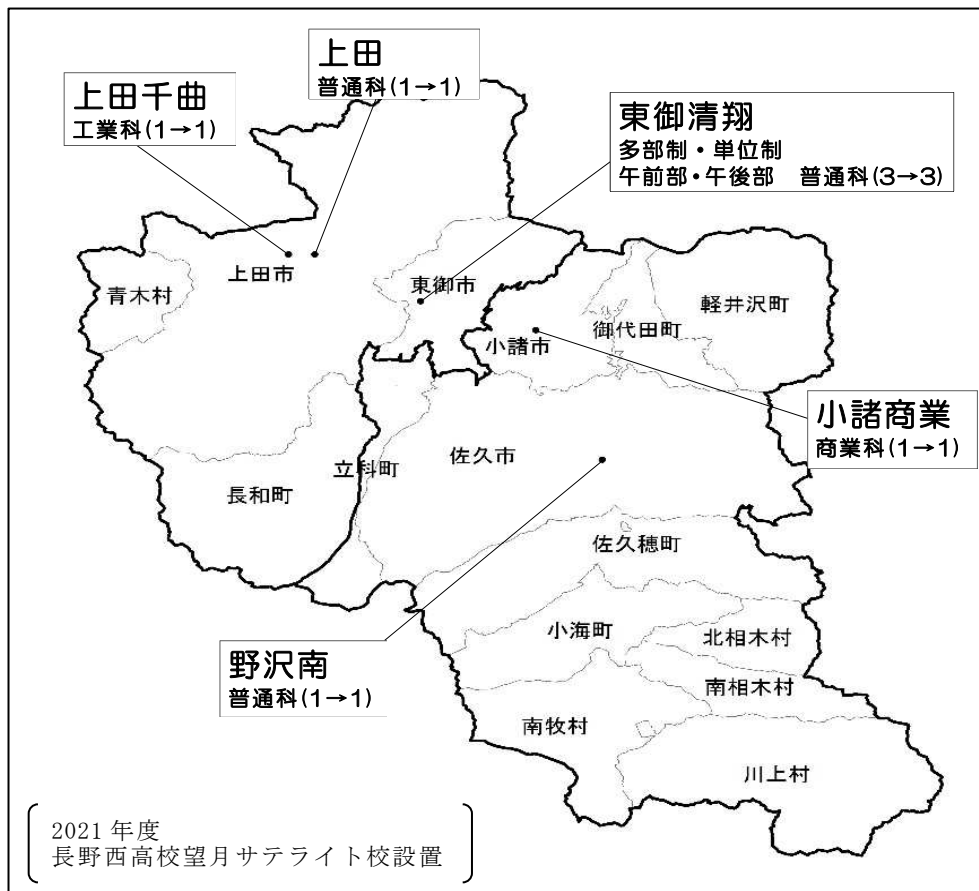 上田
普通科(1→1)
上田千曲
工業科(1→1)
東御清翔
多部制・単位制
午前部・午後部　普通科(3→3)
青木村
上田市
東御市
軽井沢町
御代田町
小諸市
小諸商業
商業科(1→1)
佐久市
立科町
長和町
佐久穂町
小海町
北相木村
野沢南
普通科(1→1)
南相木村
南牧村
川上村
2021年度
長野西高校望月サテライト校設置